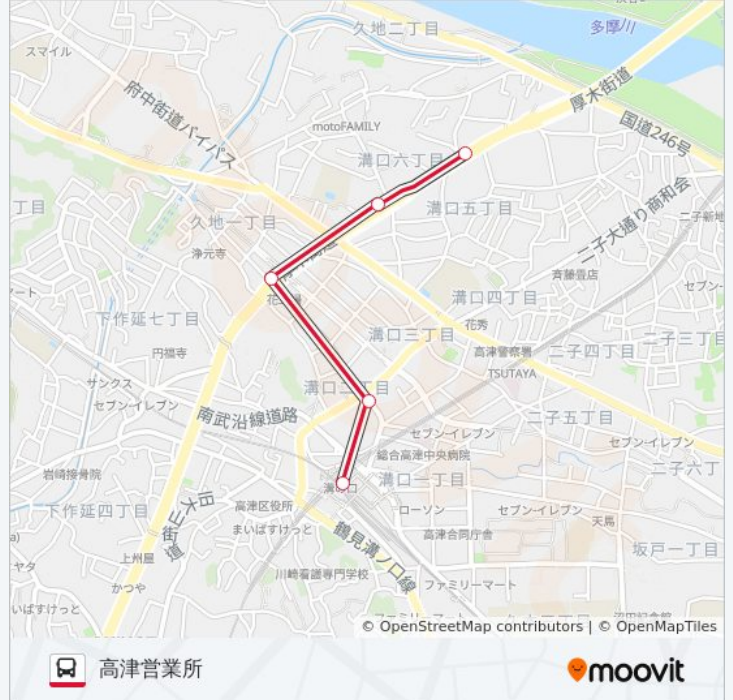 久地二丁目
多摩川
スマイル
厚木街道
府中街道バイパス
motoFAMILY
国道246号
溝口六丁目
二子大通り商和会
丁目
溝口五丁目
二子新地
久地一丁目
浄元寺
齊藤畳店
セブン-
ート
溝口四丁目
下作延七丁目
花秀
溝口三丁目
二子三丁目
円福寺
高津警察署
二子四丁目
TSUTAYA
サンクス
溝口二丁目
セブン-イレブン
南武沿線道路
二子五丁目
セブン-イレブン
セブン-イレブン
総合高津中央病院
二子六丁
岩崎接骨院
溝口一丁目
下作延四丁目
旧大山街道
高津区役所
ローソン
セブン-イレブン
天馬
まいばすけっと
高津合同庁舎
鶴見溝ノ口線
坂戸一丁目
上州屋
ヤタ
川崎看護専門学校
かつや
ファミリーマート
いばすけっと
© OpenStreetMap contributors | © OpenMapTiles
高津営業所
moovit